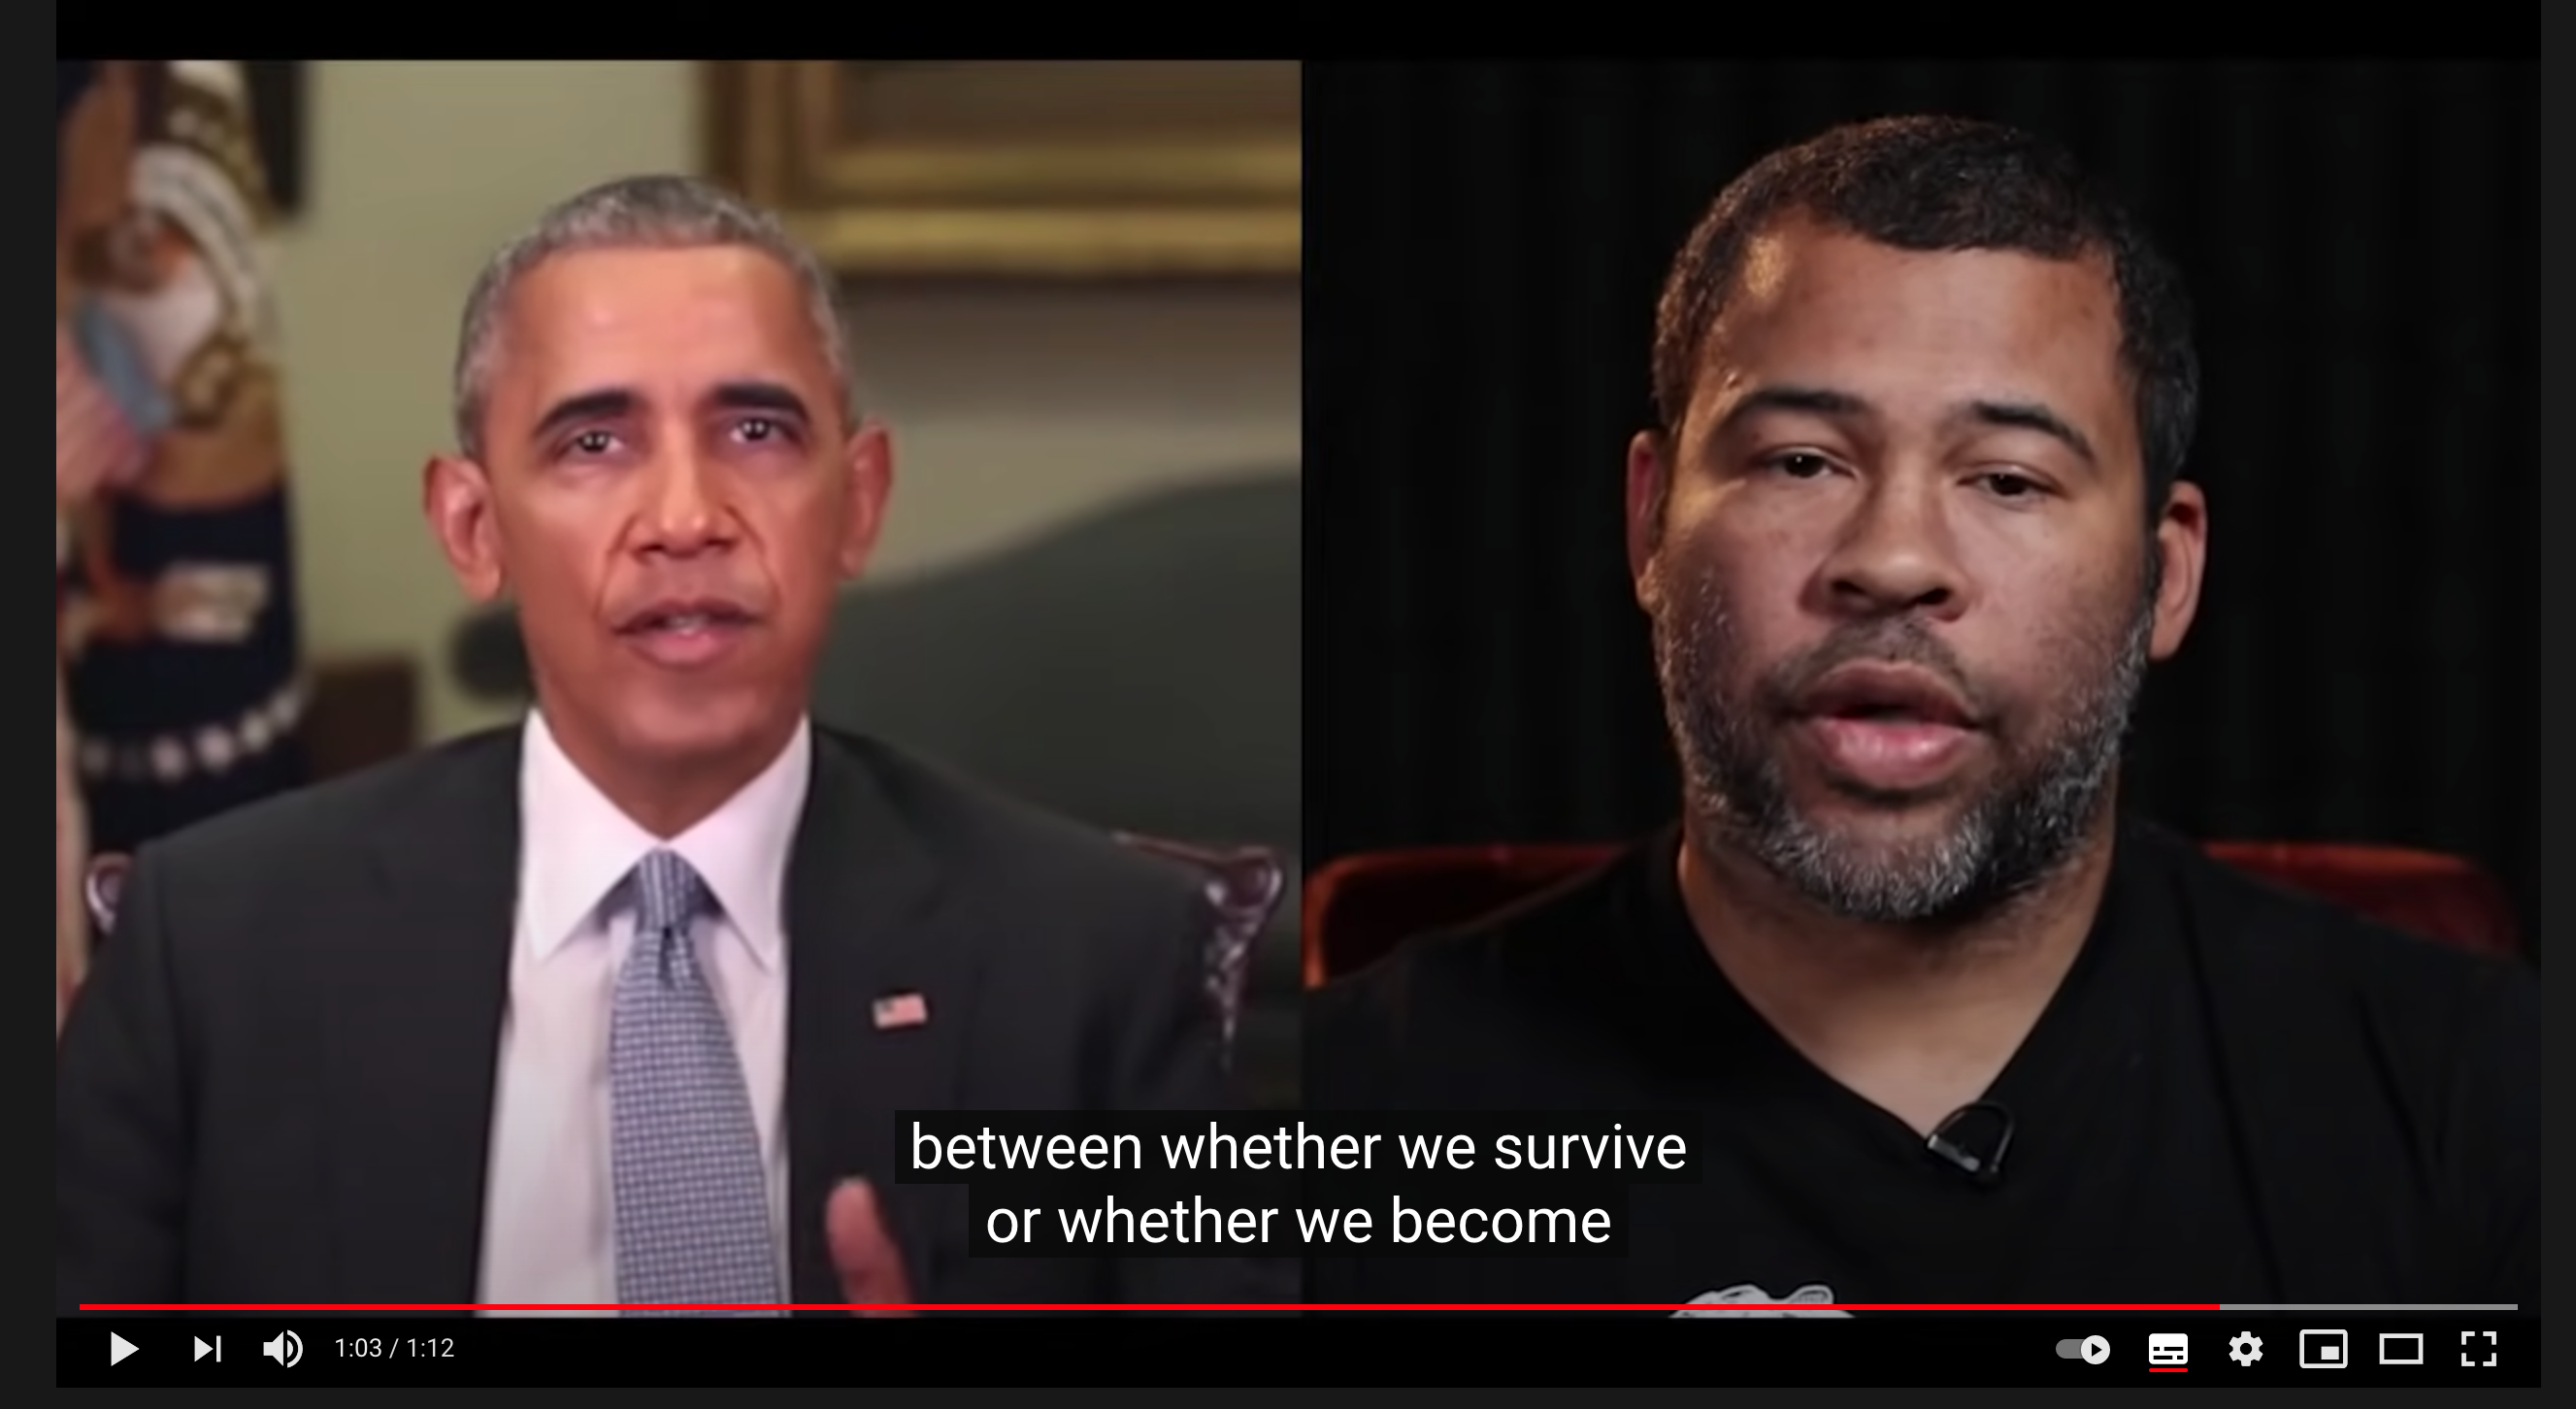 between whether we survive
or whether we become
1:03 / 1:12